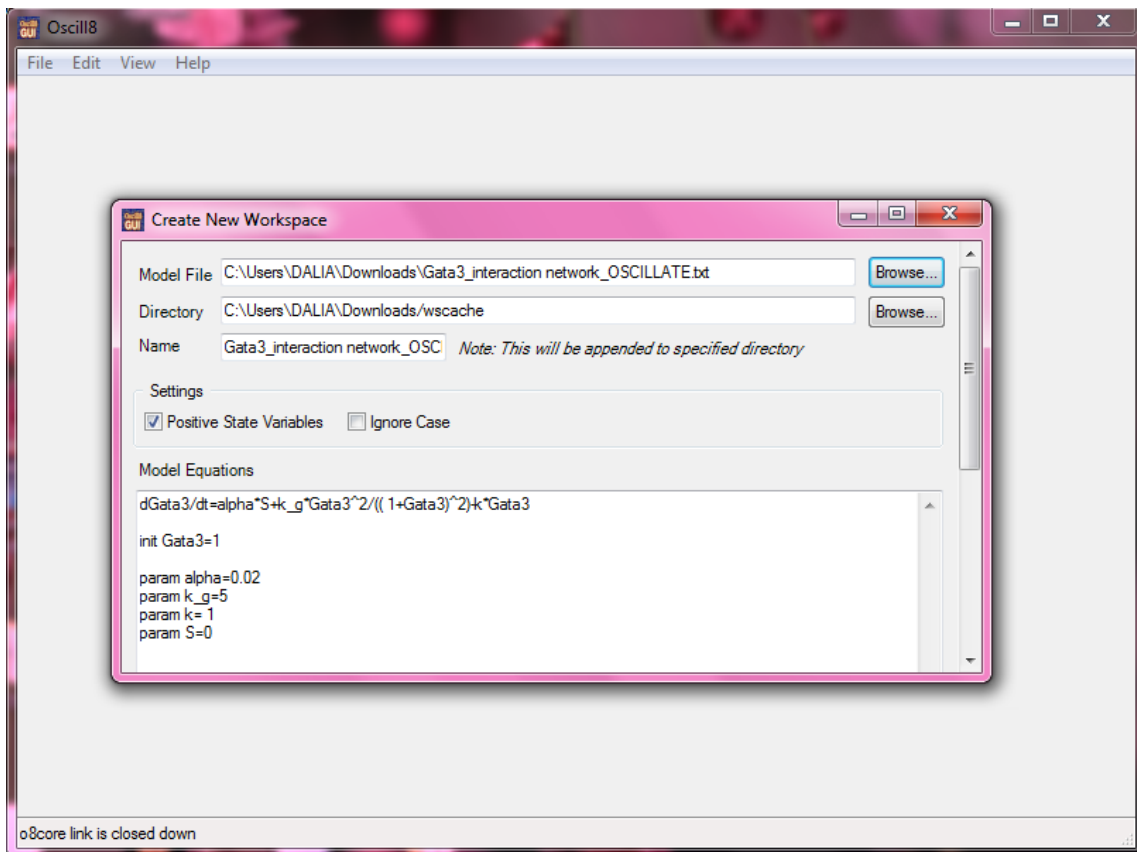 Oscill8
File Edit View Help
Create New Workspace
Model File C:\Users\DALIA\Downloads\Gata3_interaction network_OSCILLATE.txt Browse...
Directory C:\Users\DALIA\Downloads/wscache Browse...
Name Gata3_interaction network_OSC Note: This will be appended to specified directory
Settings
Positive State Variables Ignore Case
Model Equations
dGata3/dt=alpha*S+k_g*Gata3^2/(( 1+Gata3)^2)-k*Gata3
init Gata3=1
param alpha=0.02
param k_g=5
param k= 1
param S=0
o8core link is closed down